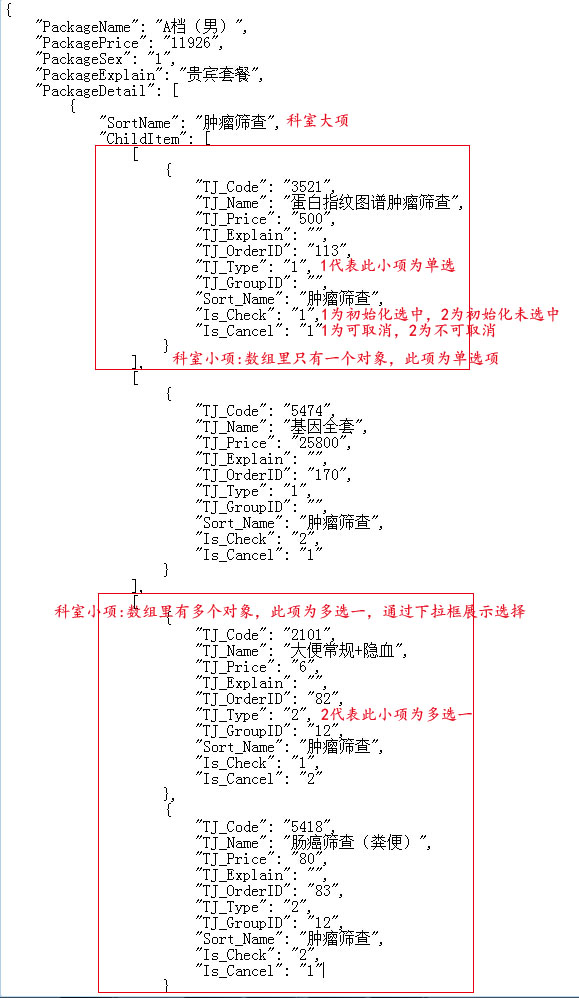 {
"PackageName": "A档（男）",
"PackagePrice": "11926",
"PackageSex": "1",
"PackageExplain": "贵宾套餐",
"PackageDetail": [
{
"SortName": "肿瘤筛查", 科室大项
"ChildItem": [
[
{
"TJ_Code": "3521",
"TJ_Name": "蛋白指纹图谱肿瘤筛查",
"TJ_Price": "500",
"TJ_Explain": "",
"TJ_OrderID": "113",
"TJ_Type": "1", 1代表此小项为单选
"TJ_GroupID": "",
"Sort_Name": "肿瘤筛查",
"Is_Check": "1",1为初始化选中，2为初始化未选中
"Is_Cancel": "1"1为可取消，2为不可取消
}
], 科室小项:数组里只有一个对象，此项为单选项
[
{
"TJ_Code": "5474",
"TJ_Name": "基因全套",
"TJ_Price": "25800",
"TJ_Explain": "",
"TJ_OrderID": "170",
"TJ_Type": "1",
"TJ_GroupID": "",
"Sort_Name": "肿瘤筛查",
"Is_Check": "2",
"Is_Cancel": "1"
}
],
[
科室小项:数组里有多个对象，此项为多选一，通过下拉框展示选择
{
"TJ_Code": "2101",
"TJ_Name": "大便常规+隐血",
"TJ_Price": "6",
"TJ_Explain": "",
"TJ_OrderID": "82",
"TJ_Type": "2", 2代表此小项为多选一
"TJ_GroupID": "12",
"Sort_Name": "肿瘤筛查",
"Is_Check": "1",
"Is_Cancel": "2"
},
{
"TJ_Code": "5418",
"TJ_Name": "肠癌筛查（粪便）",
"TJ_Price": "80",
"TJ_Explain": "",
"TJ_OrderID": "83",
"TJ_Type": "2",
"TJ_GroupID": "12",
"Sort_Name": "肿瘤筛查",
"Is_Check": "2",
"Is_Cancel": "1"
}